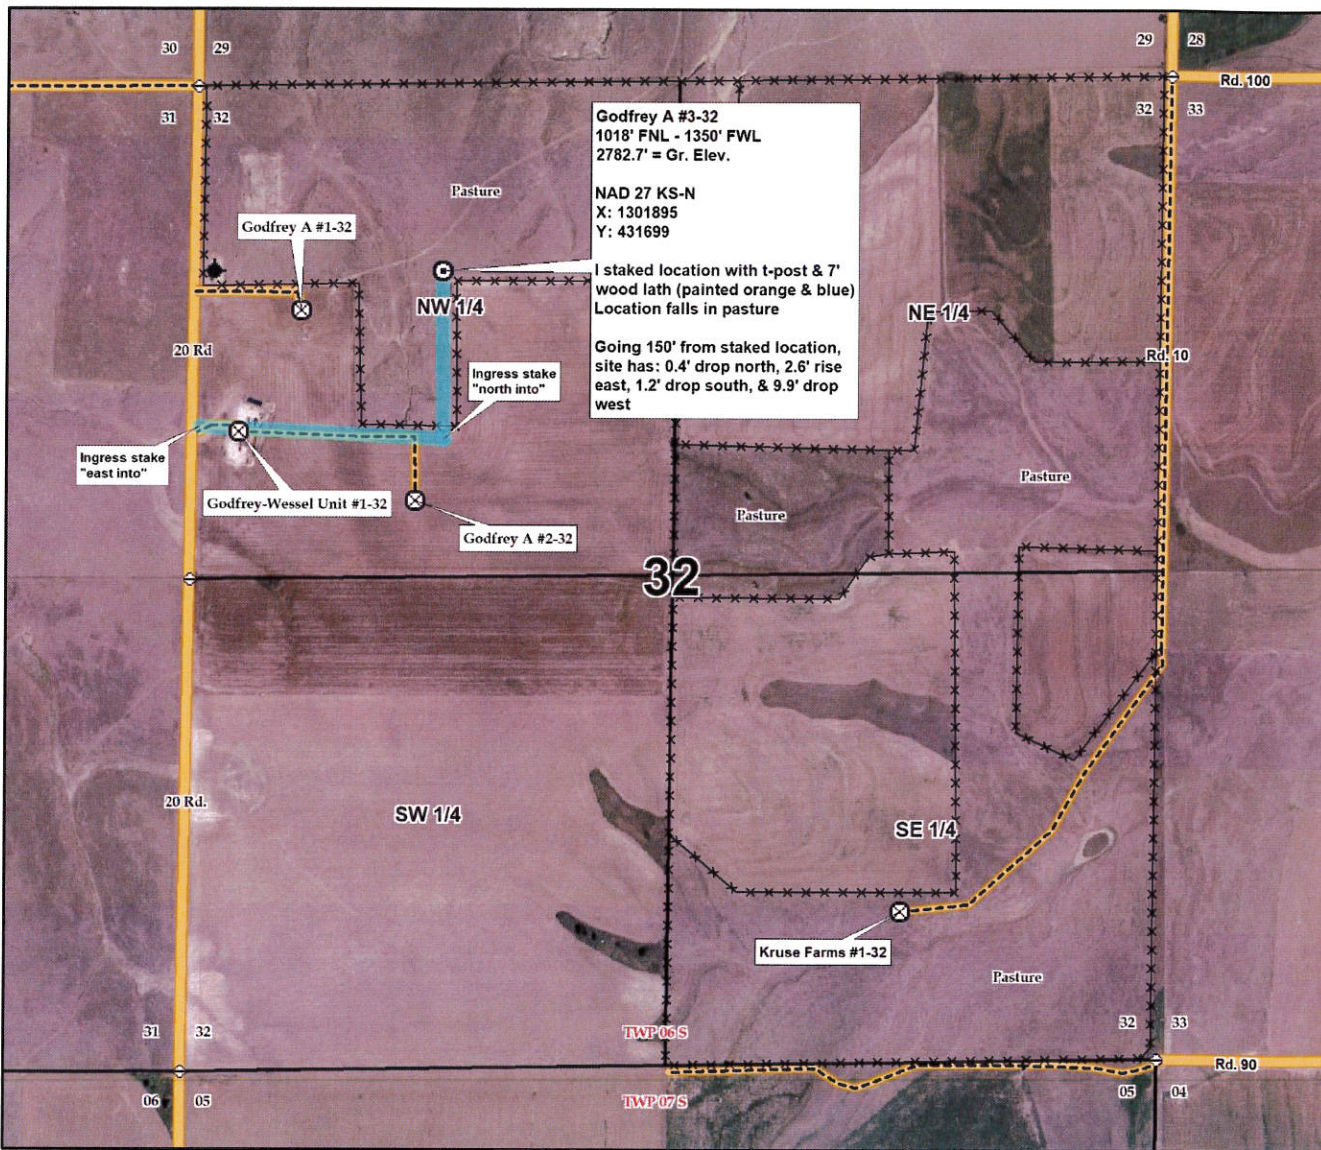 30 29
29 28
Rd. 100
31 32
32 33
Godfrey A #3-32
1018' FNL - 1350' FWL
2782.7' = Gr. Elev.
NAD 27 KS-N
X: 1301895
Y: 431699
I staked location with t-post & 7'
wood lath (painted orange & blue)
Location falls in pasture
Going 150' from staked location,
site has: 0.4' drop north, 2.6' rise
east, 1.2' drop south, & 9.9' drop
west
Pasture
Godfrey A #1-32
NW 1/4
NE 1/4
20 Rd
Rd. 10
Ingress stake
"north into"
Ingress stake
"east into"
Godfrey-Wessel Unit #1-32
Godfrey A #2-32
Pasture
Pasture
32
20 Rd.
SW 1/4
SE 1/4
Kruse Farms #1-32
Pasture
31 32
TWP 06 S
32 33
Rd. 90
06 05
TWP 07 S
05 04